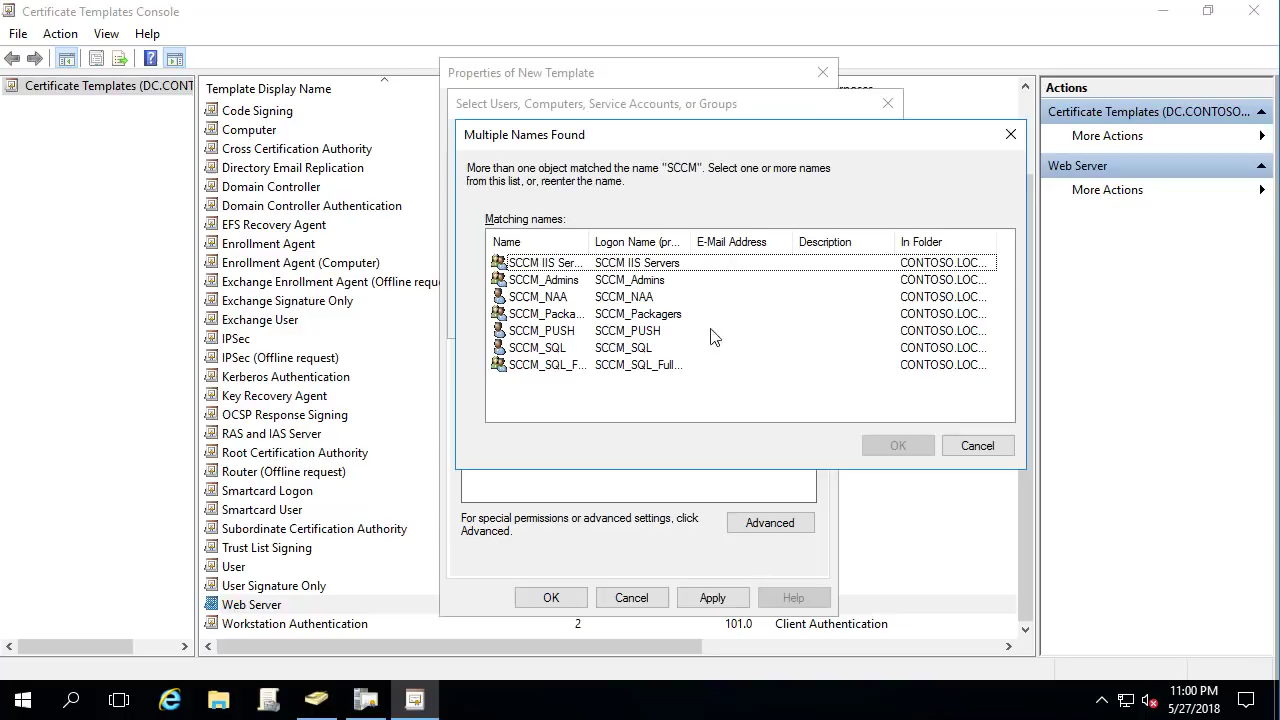 Certificate Templates Console
File Action View Help
Certificate Templates (DC.CONT
Template Display Name
Code Signing
Computer
Cross Certification Authority
Directory Email Replication
Domain Controller
Domain Controller Authentication
EFS Recovery Agent
Enrollment Agent
Enrollment Agent (Computer)
Exchange Enrollment Agent (Offline requ
Exchange Signature Only
Exchange User
IPSec
IPSec (Offline request)
Kerberos Authentication
Key Recovery Agent
OCSP Response Signing
RAS and IAS Server
Root Certification Authority
Router (Offline request)
Smartcard Logon
Smartcard User
Subordinate Certification Authority
Trust List Signing
User
User Signature Only
Web Server
Workstation Authentication 2 101.0 Client Authentication
Properties of New Template
Select Users, Computers, Service Accounts, or Groups
Multiple Names Found
More than one object matched the name "SCCM". Select one or more names
from this list, or, reenter the name.
Matching names:
Name Logon Name (pr... E-Mail Address Description In Folder
SCCM IIS Ser... SCCM IIS Servers CONTOSO.LOC...
SCCM_Admins SCCM_Admins CONTOSO.LOC...
SCCM_NAA SCCM_NAA CONTOSO.LOC...
SCCM_Packa... SCCM_Packagers CONTOSO.LOC...
SCCM_PUSH SCCM_PUSH CONTOSO.LOC...
SCCM_SQL SCCM_SQL CONTOSO.LOC...
SCCM_SQL_F... SCCM_SQL_Full... CONTOSO.LOC...
OK Cancel
For special permissions or advanced settings, click
Advanced.
Advanced
OK Cancel Apply Help
Actions
Certificate Templates (DC.CONTOSO...
More Actions
Web Server
More Actions
11:00 PM
5/27/2018